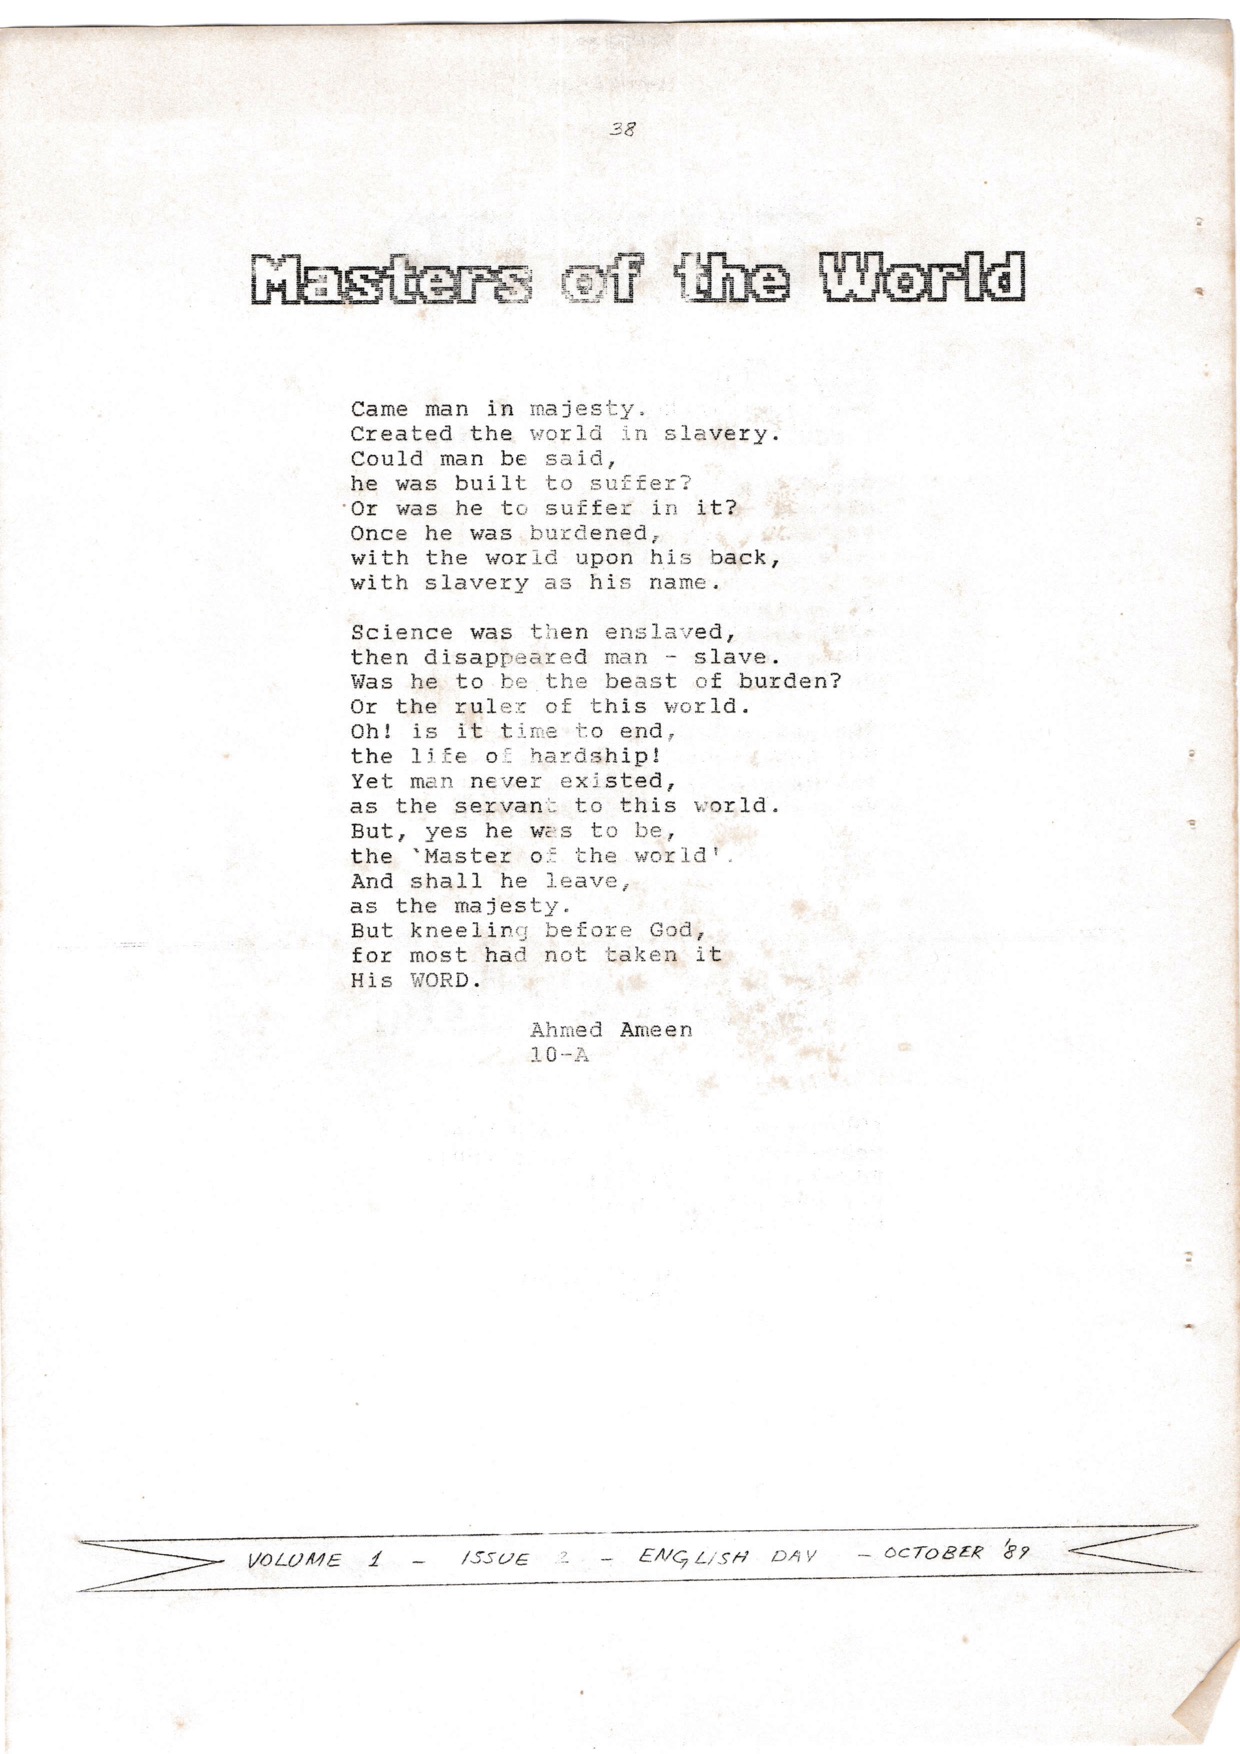 38
Masters of the World
Came man in majesty.
Created the world in slavery.
Could man be said,
he was built to suffer?
Or was he to suffer in it?
Once he was burdened,
with the world upon his back,
with slavery as his name.
Science was then enslaved,
then disappeared man - slave.
Was he to be the beast of burden?
Or the ruler of this world.
Oh! is it time to end,
the life of hardship!
Yet man never existed,
as the servant to this world.
But, yes he was to be,
the `Master of the world'.
And shall he leave,
as the majesty.
But kneeling before God,
for most had not taken it
His WORD.
Ahmed Ameen
10-A
VOLUME 1 - ISSUE 2 - ENGLISH DAY - OCTOBER '89